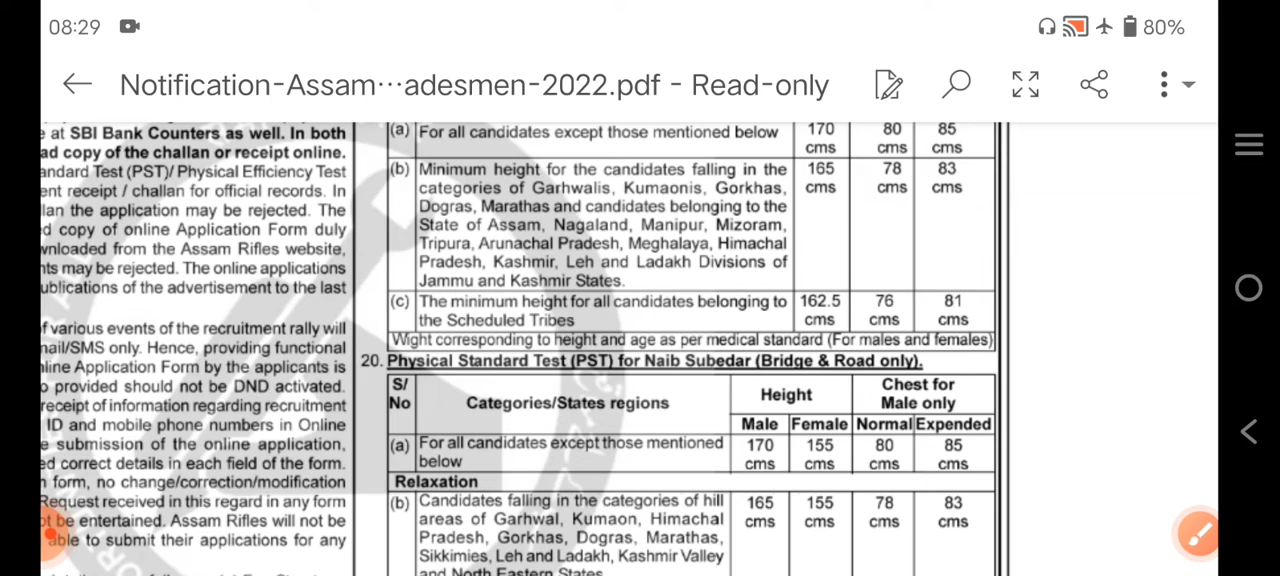 08:29
80%
Notification-Assam···adesmen-2022.pdf - Read-only
e at SBI Bank Counters as well. In both
ad copy of the challan or receipt online.
andard Test (PST)/ Physical Efficiency Test
ent receipt / challan for official records. In
llan the application may be rejected. The
d copy of online Application Form duly
wnloaded from the Assam Rifles website,
nts may be rejected. The online applications
ublications of the advertisement to the last
f various events of the recruitment rally will
nail/SMS only. Hence, providing functional
nline Application Form by the applicants is
o provided should not be DND activated.
receipt of information regarding recruitment
ID and mobile phone numbers in Online
e submission of the online application,
ed correct details in each field of the form.
n form, no change/correction/modification
Request received in this regard in any form
ot be entertained. Assam Rifles will not be
able to submit their applications for any
(a) For all candidates except those mentioned below 170 80 85
cms cms cms
(b) Minimum height for the candidates falling in the 165 78 83
categories of Garhwalis, Kumaonis, Gorkhas, cms cms cms
Dogras, Marathas and candidates belonging to the
State of Assam, Nagaland, Manipur, Mizoram,
Tripura, Arunachal Pradesh, Meghalaya, Himachal
Pradesh, Kashmir, Leh and Ladakh Divisions of
Jammu and Kashmir States.
(c) The minimum height for all candidates belonging to 162.5 76 81
the Scheduled Tribes cms cms cms
Wight corresponding to height and age as per medical standard (For males and females)
20. Physical Standard Test (PST) for Naib Subedar (Bridge & Road only).
S/ No Categories/States regions Height Chest for Male only
Male Female Normal Expended
(a) For all candidates except those mentioned 170 155 80 85
below cms cms cms cms
Relaxation
(b) Candidates falling in the categories of hill 165 155 78 83
areas of Garhwal, Kumaon, Himachal cms cms cms cms
Pradesh, Gorkhas, Dogras, Marathas,
Sikkimies, Leh and Ladakh, Kashmir Valley
and North Eastern States